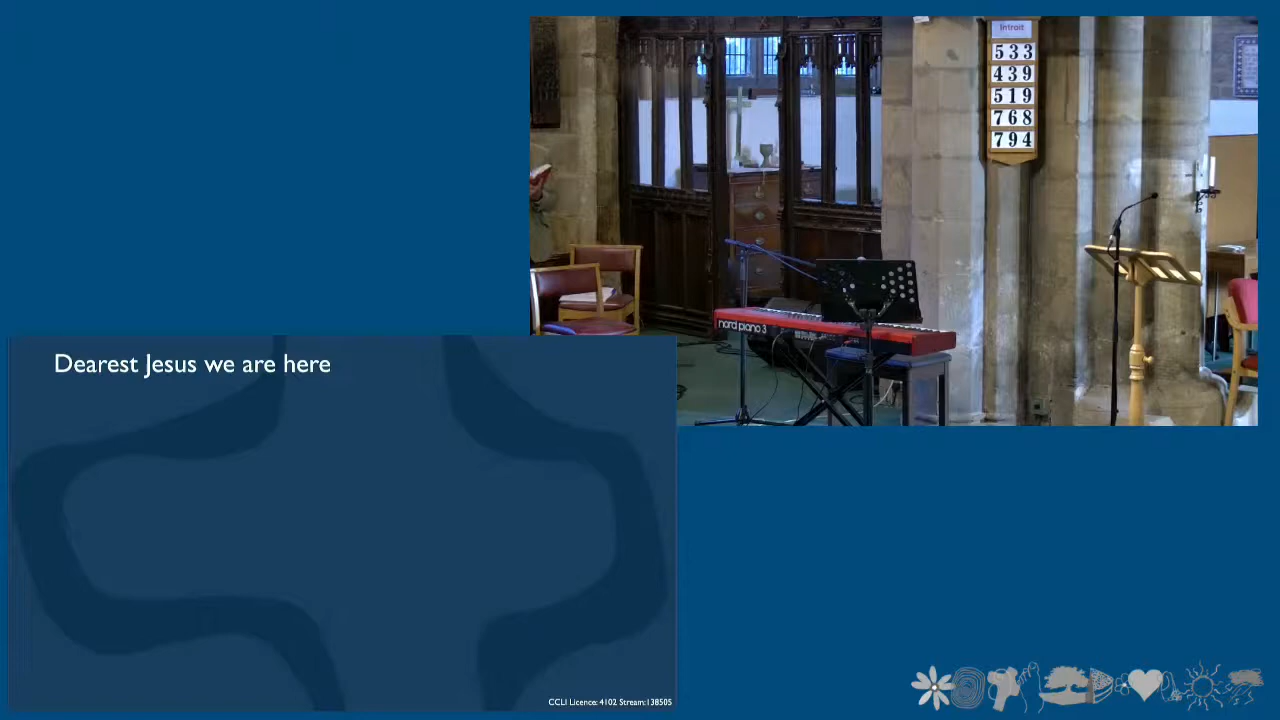 Introit
533
439
519
768
794
nord piano 3
Dearest Jesus we are here
CCLI Licence: 4102 Stream:138505